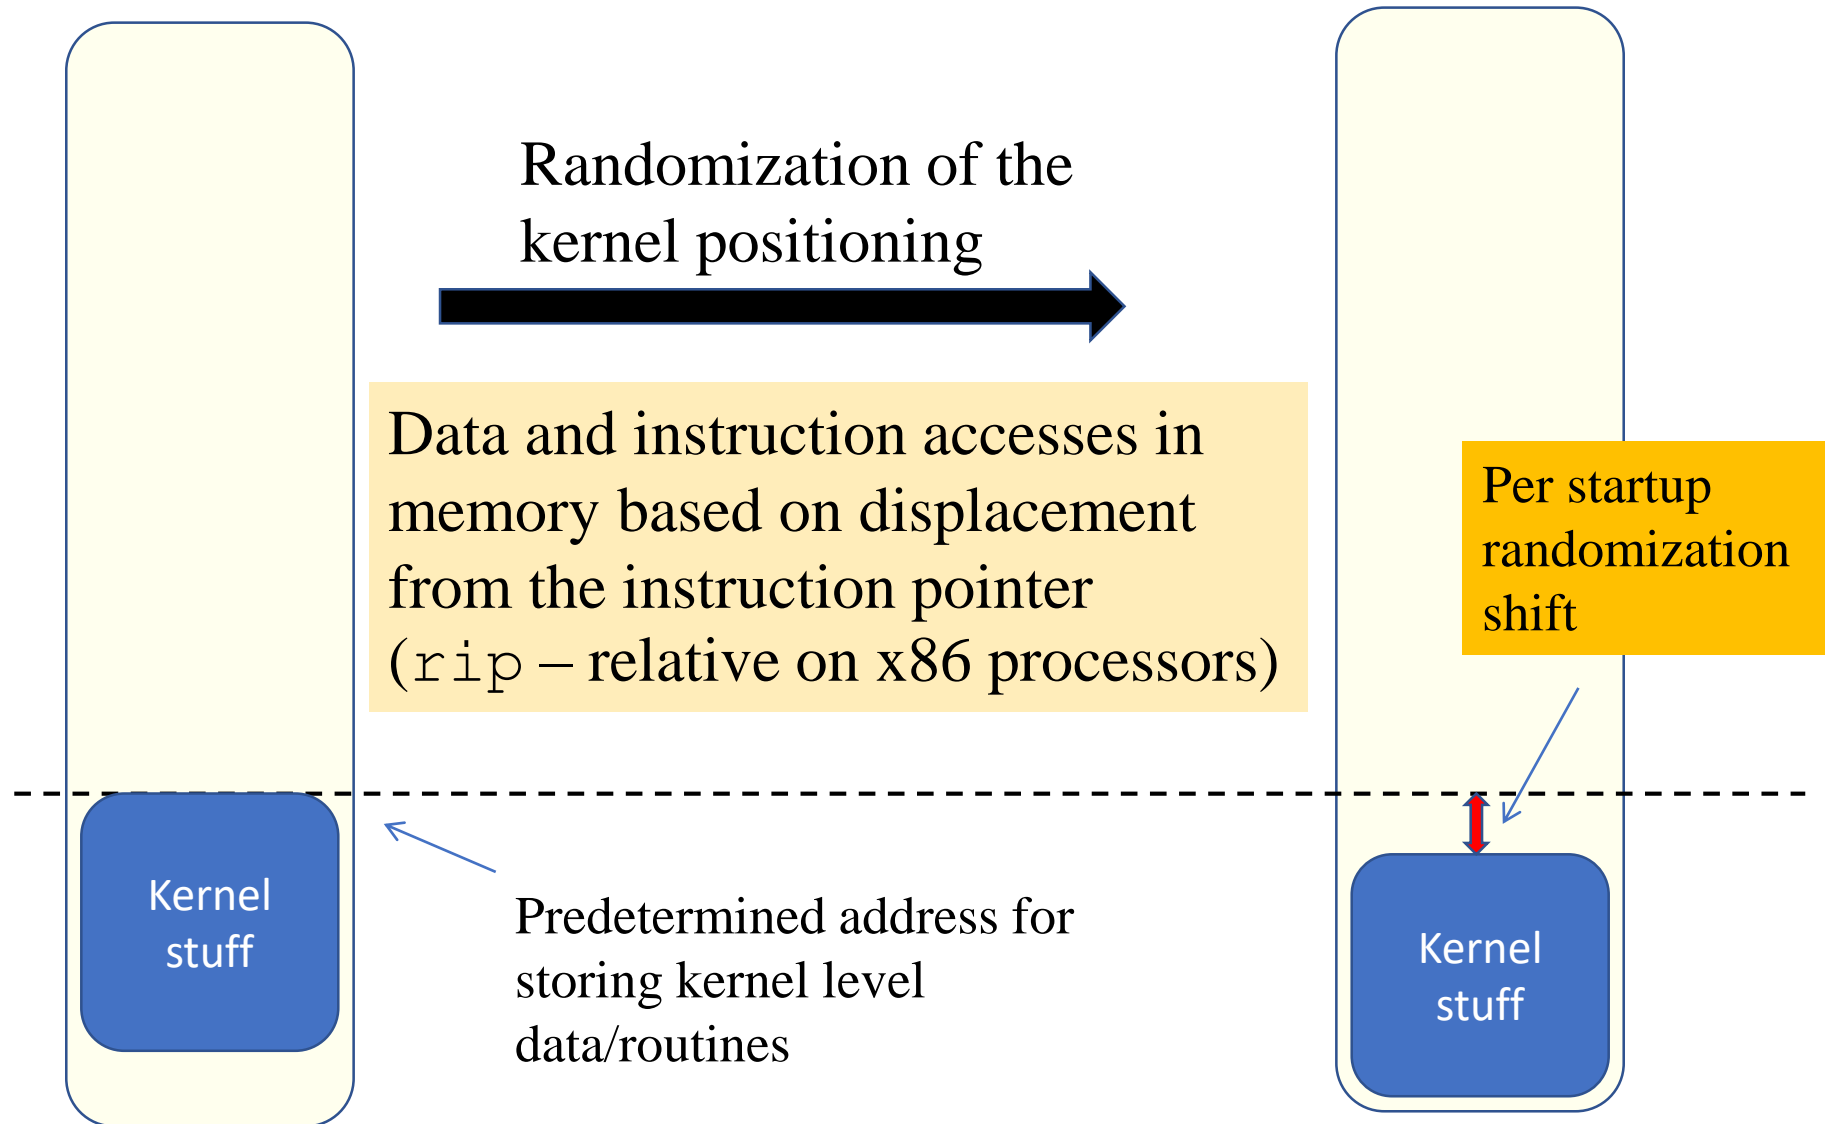 Randomization of the
kernel positioning
Data and instruction accesses in
memory based on displacement
from the instruction pointer
(rip – relative on x86 processors)
Per startup
randomization
shift
Kernel
stuff
Predetermined address for
storing kernel level
data/routines
Kernel
stuff